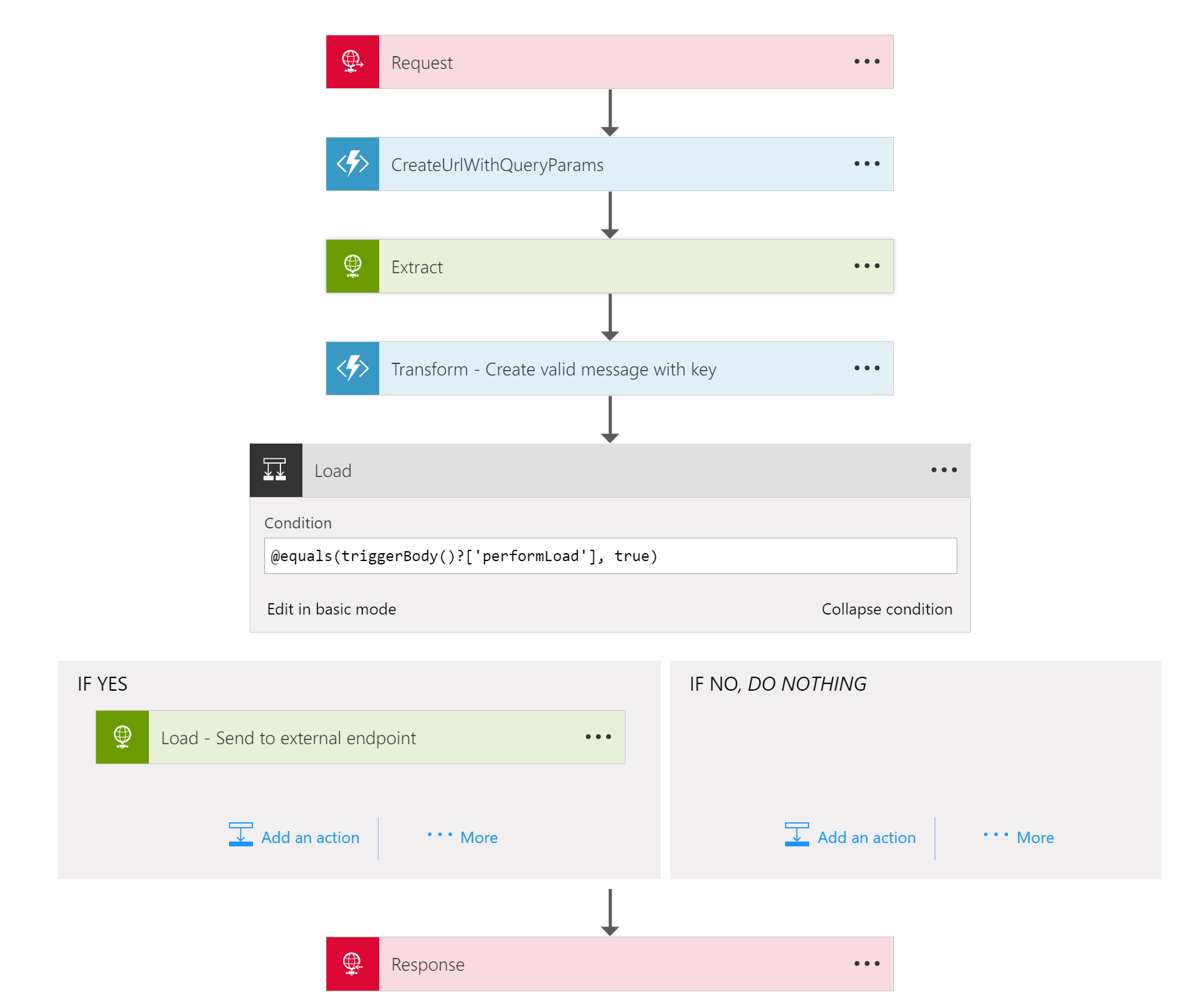 Request
CreateUrlWithQueryParams
Extract
Transform - Create valid message with key
Load
Condition
@equals(triggerBody()?['performLoad'], true)
Edit in basic mode
Collapse condition
IF YES
IF NO, DO NOTHING
Load - Send to external endpoint
Add an action
More
Add an action
More
Response